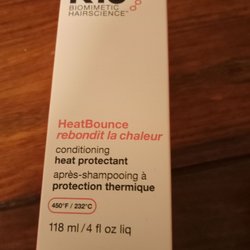 BIOMIMETIC
HAIRSCIENCE™
HeatBounce
rebondit la chaleur
conditioning
heat protectant
après-shampooing à
protection thermique
450°F / 232°C
118 ml / 4 fl oz liq